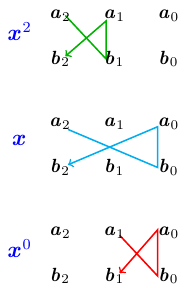 x² a₂ a₁ a₀
b₂ b₁ b₀
x a₂ a₁ a₀
b₂ b₁ b₀
x⁰ a₂ a₁ a₀
b₂ b₁ b₀